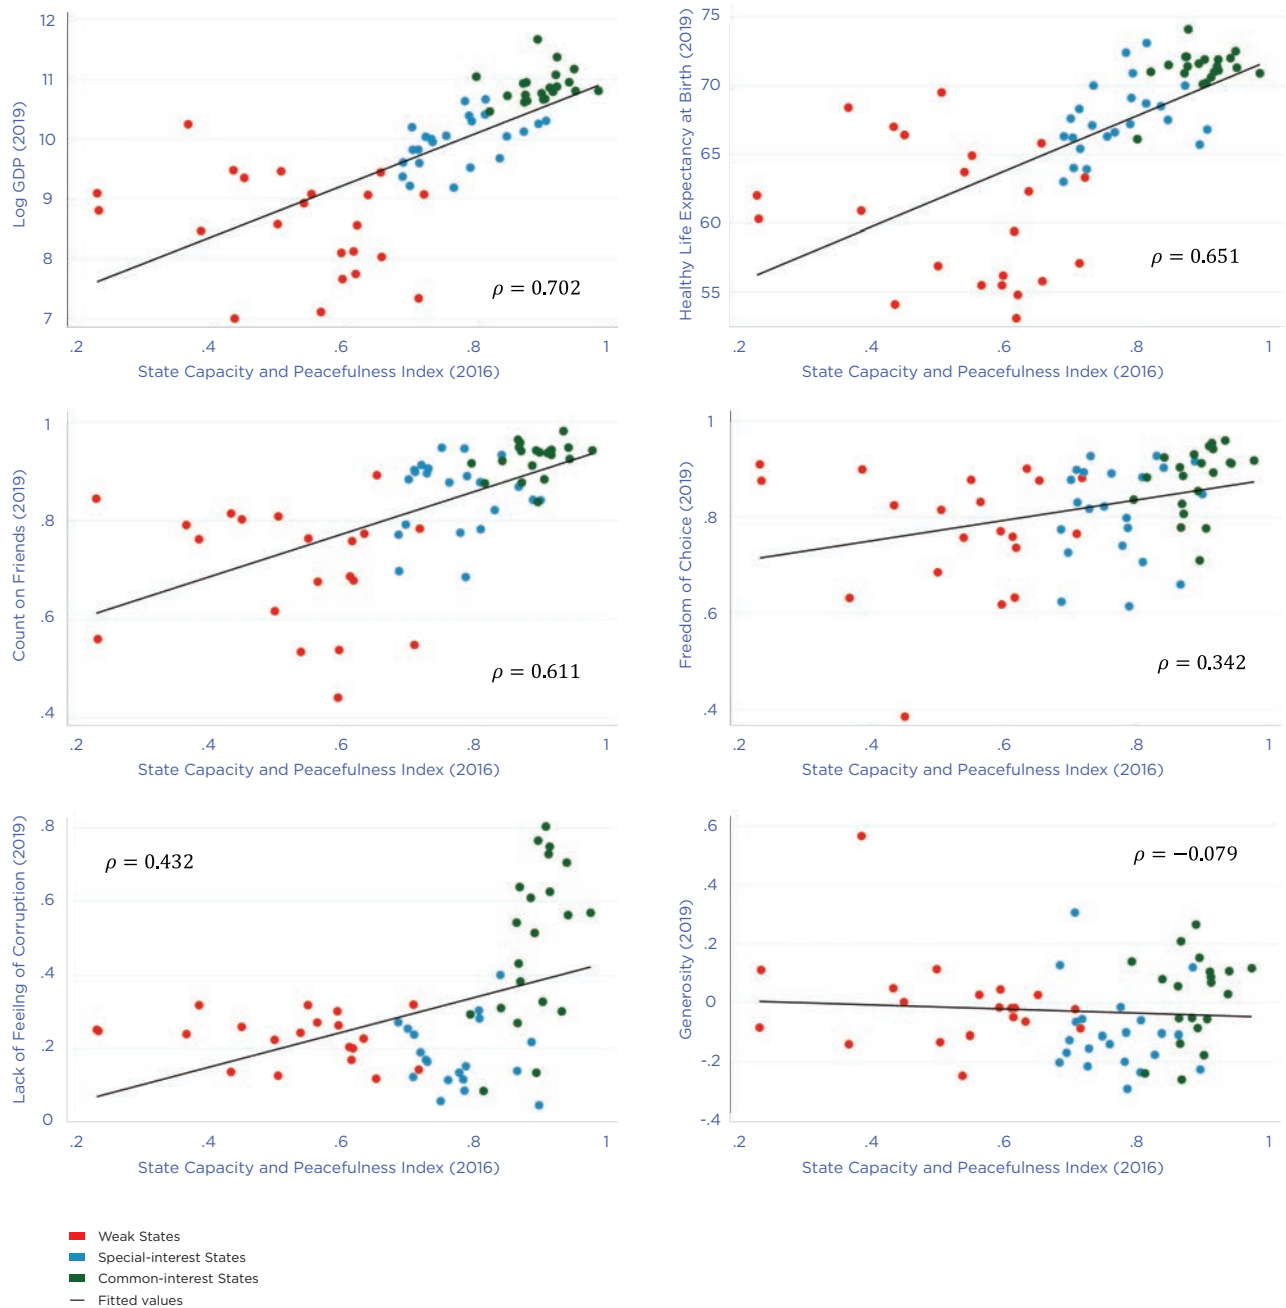 12
11
10
9
8
7
Log GDP (2019)
ρ = 0.702
.2 .4 .6 .8 1
State Capacity and Peacefulness Index (2016)
75
70
65
60
55
Healthy Life Expectancy at Birth (2019)
ρ = 0.651
.2 .4 .6 .8 1
State Capacity and Peacefulness Index (2016)
1
.8
.6
.4
Count on Friends (2019)
ρ = 0.611
.2 .4 .6 .8 1
State Capacity and Peacefulness Index (2016)
1
.8
.6
.4
Freedom of Choice (2019)
ρ = 0.342
.2 .4 .6 .8 1
State Capacity and Peacefulness Index (2016)
.8
.6
.4
.2
0
Lack of Feeilng of Corruption (2019)
ρ = 0.432
.2 .4 .6 .8 1
State Capacity and Peacefulness Index (2016)
.6
.4
.2
0
-.2
-.4
Generosity (2019)
ρ = −0.079
.2 .4 .6 .8 1
State Capacity and Peacefulness Index (2016)
Weak States
Special-interest States
Common-interest States
Fitted values